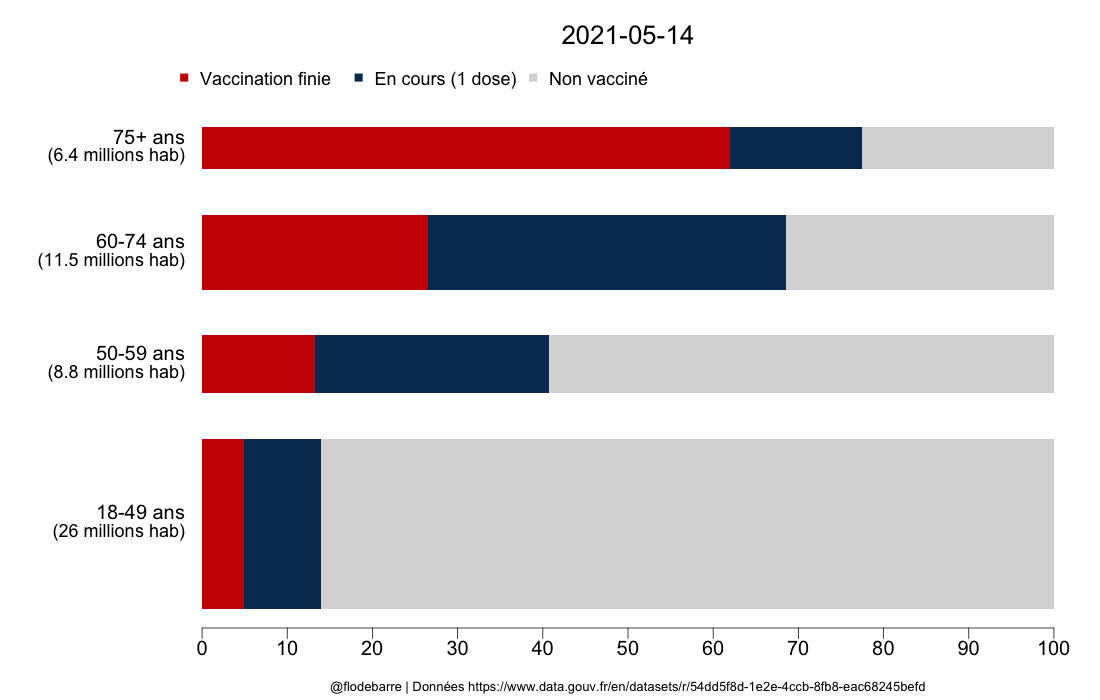 2021-05-14
Vaccination finie En cours (1 dose) Non vacciné
75+ ans
(6.4 millions hab)
60-74 ans
(11.5 millions hab)
50-59 ans
(8.8 millions hab)
18-49 ans
(26 millions hab)
0 10 20 30 40 50 60 70 80 90 100
@flodebarre | Données https://www.data.gouv.fr/en/datasets/r/54dd5f8d-1e2e-4ccb-8fb8-eac68245befd